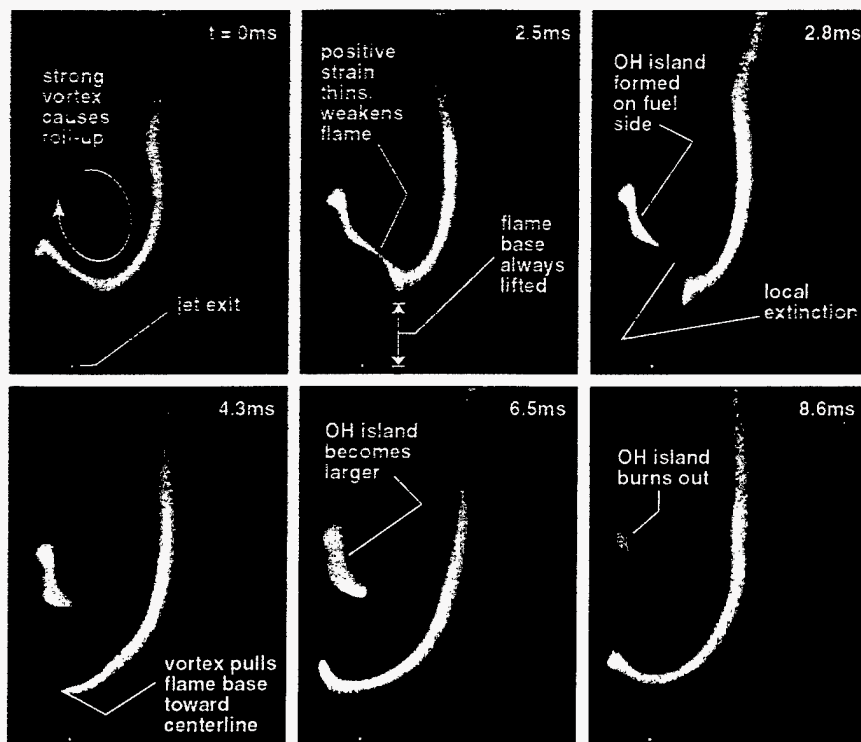 t = 0ms
strong
vortex
causes
roll-up
jet exit
2.5ms
positive
strain
thins,
weakens
flame
flame
base
always
lifted
2.8ms
OH island
formed
on fuel
side
local
extinction
4.3ms
vortex pulls
flame base
toward
centerline
6.5ms
OH island
becomes
larger
8.6ms
OH island
burns out